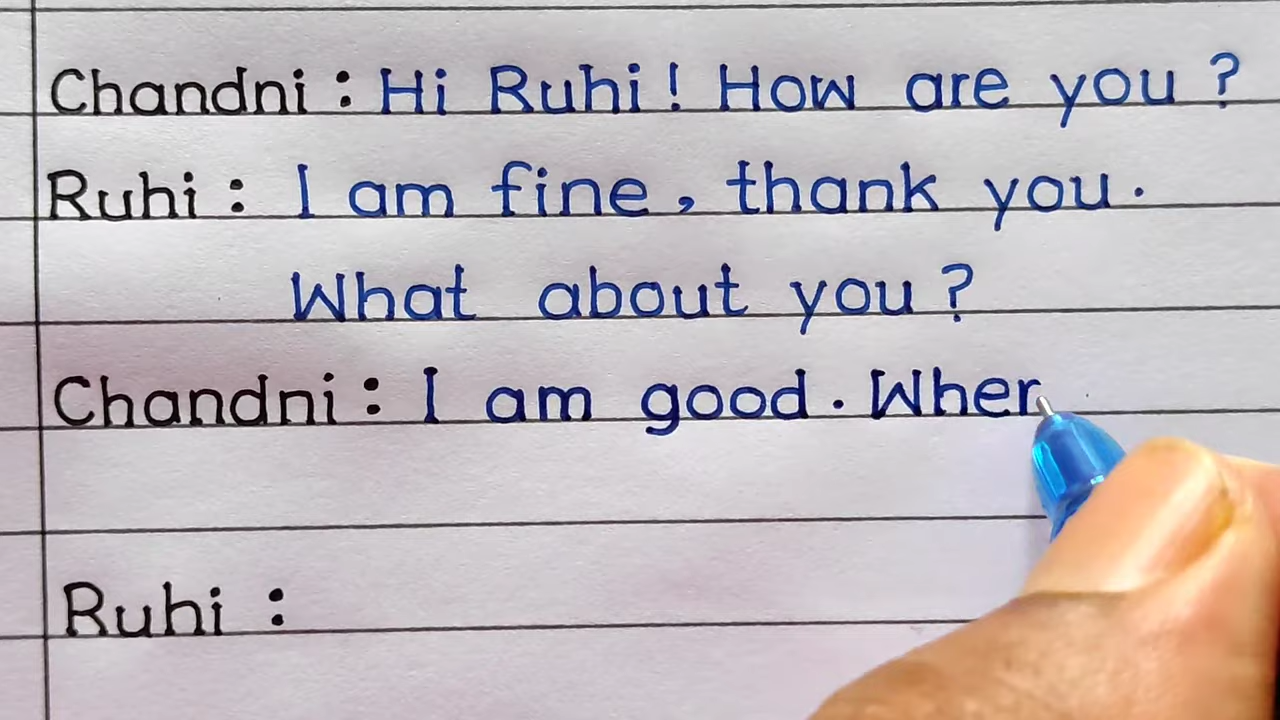 Chandni : Hi Ruhi! How are you ?
Ruhi : I am fine, thank you.
What about you ?
Chandni : I am good. Wher
Ruhi :